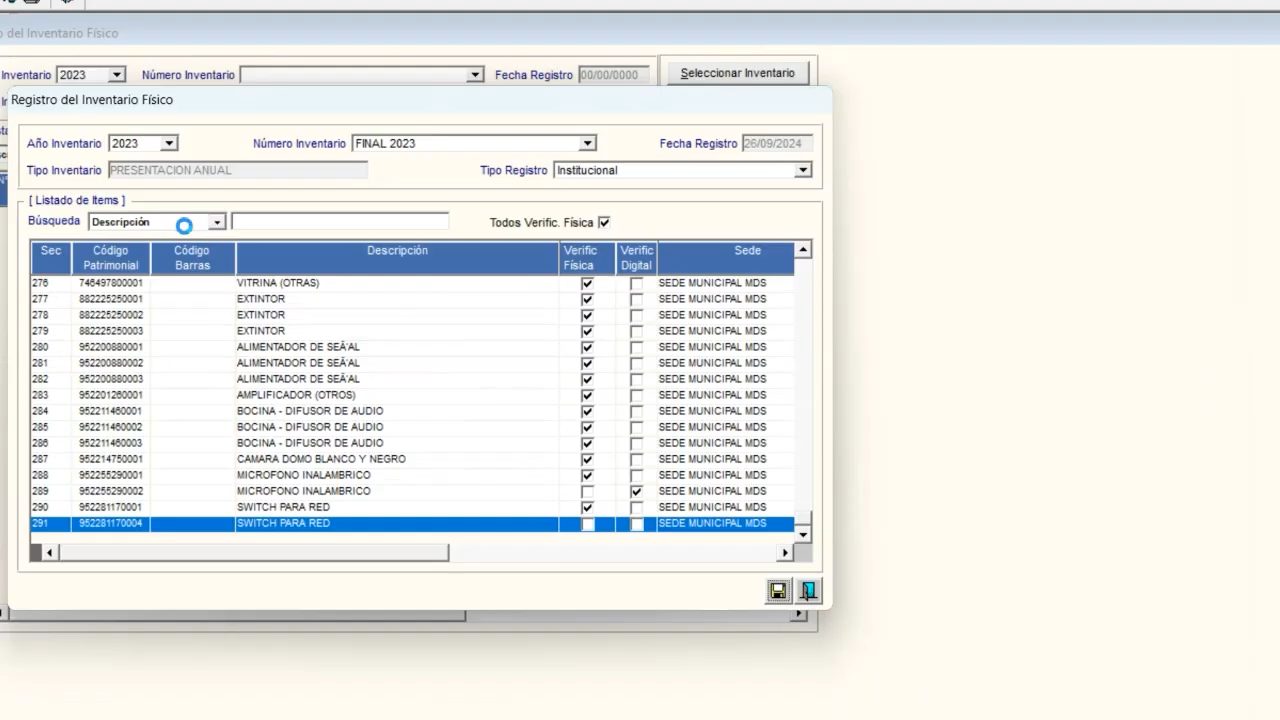 o del Inventario Físico
Inventario 2023 Número Inventario Fecha Registro 00/00/0000 Seleccionar Inventario
Registro del Inventario Físico
Año Inventario 2023 Número Inventario FINAL 2023 Fecha Registro 26/09/2024
Tipo Inventario PRESENTACION ANUAL Tipo Registro Institucional
[ Listado de Items ]
Búsqueda Descripción Todos Verific. Física
Sec Código Patrimonial Código Barras Descripción Verific Física Verific Digital Sede
276 746497800001 VITRINA (OTRAS) SEDE MUNICIPAL MDS
277 882225250001 EXTINTOR SEDE MUNICIPAL MDS
278 882225250002 EXTINTOR SEDE MUNICIPAL MDS
279 882225250003 EXTINTOR SEDE MUNICIPAL MDS
280 952200880001 ALIMENTADOR DE SEÃ'AL SEDE MUNICIPAL MDS
281 952200880002 ALIMENTADOR DE SEÃ'AL SEDE MUNICIPAL MDS
282 952200880003 ALIMENTADOR DE SEÃ'AL SEDE MUNICIPAL MDS
283 952201260001 AMPLIFICADOR (OTROS) SEDE MUNICIPAL MDS
284 952211460001 BOCINA - DIFUSOR DE AUDIO SEDE MUNICIPAL MDS
285 952211460002 BOCINA - DIFUSOR DE AUDIO SEDE MUNICIPAL MDS
286 952211460003 BOCINA - DIFUSOR DE AUDIO SEDE MUNICIPAL MDS
287 952214750001 CAMARA DOMO BLANCO Y NEGRO SEDE MUNICIPAL MDS
288 952255290001 MICROFONO INALAMBRICO SEDE MUNICIPAL MDS
289 952255290002 MICROFONO INALAMBRICO SEDE MUNICIPAL MDS
290 952281170001 SWITCH PARA RED SEDE MUNICIPAL MDS
291 952281170004 SWITCH PARA RED SEDE MUNICIPAL MDS